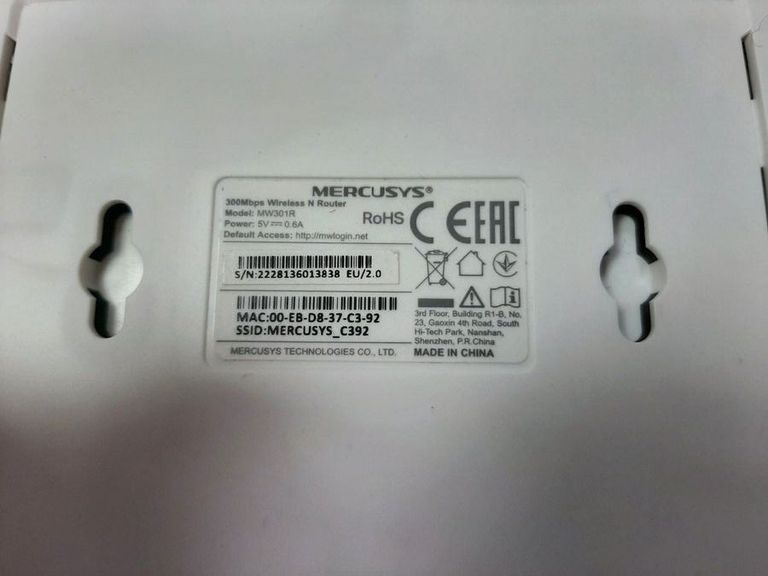 MERCUSYS®
300Mbps Wireless N Router
Model: MW301R
Power: 5V⎓0.6A
Default Access: http://mwlogin.net
RoHS
CE
EAC
S/N:2228136013838 EU/2.0
MAC:00-EB-D8-37-C3-92
SSID:MERCUSYS_C392
3rd Floor, Building R1-B, No.
23, Gaoxin 4th Road, South
Hi-Tech Park, Nanshan,
Shenzhen, P.R.China
MERCUSYS TECHNOLOGIES CO., LTD.
MADE IN CHINA